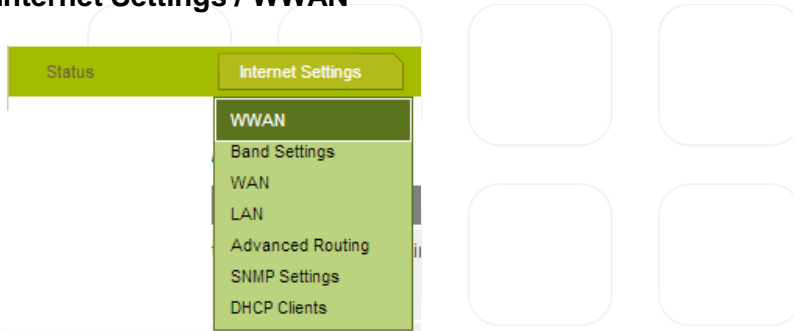 Internet Settings / WWAN
Status
Internet Settings
WWAN
Band Settings
WAN
LAN
Advanced Routing
SNMP Settings
DHCP Clients